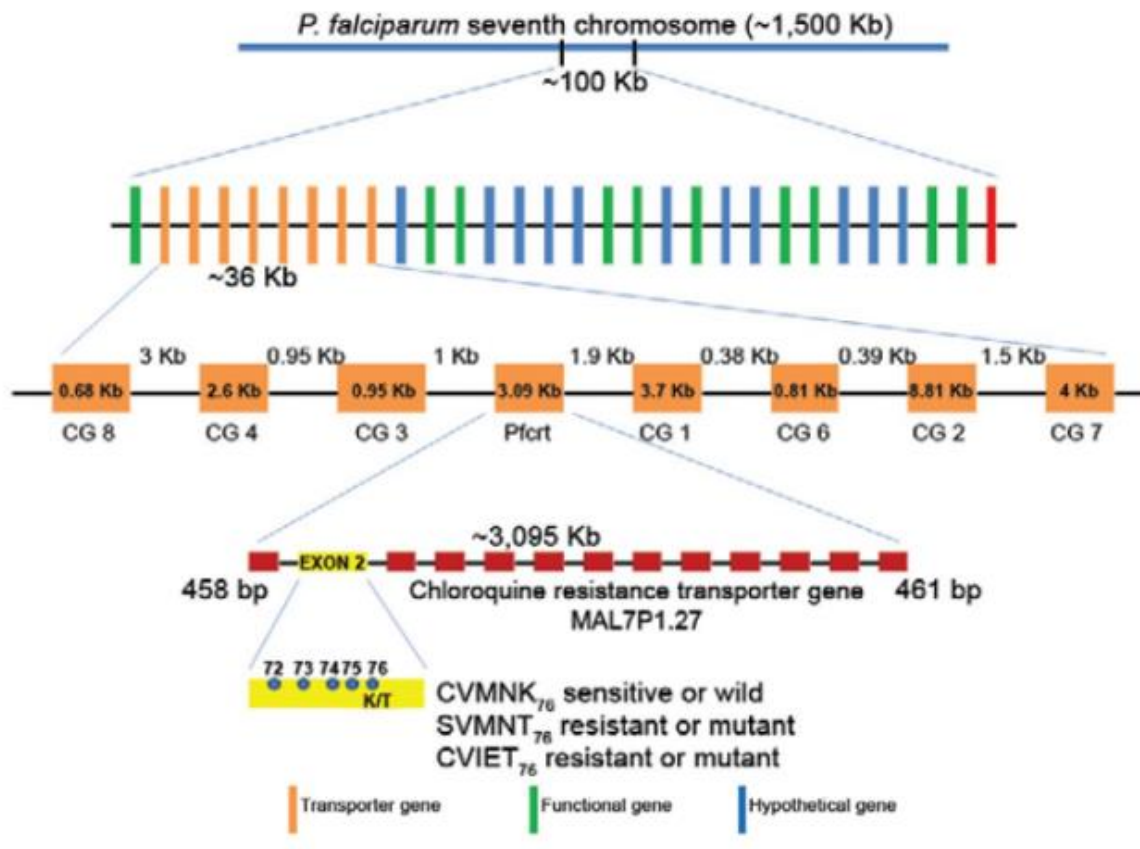 P. falciparum seventh chromosome (~1,500 Kb)
~100 Kb
~36 Kb
3 Kb 0.95 Kb 1 Kb 1.9 Kb 0.38 Kb 0.39 Kb 1.5 Kb
0.68 Kb 2.6 Kb 0.95 Kb 3.09 Kb 3.7 Kb 0.81 Kb 8.81 Kb 4 Kb
CG 8 CG 4 CG 3 Pfcrt CG 1 CG 6 CG 2 CG 7
~3,095 Kb
EXON 2
458 bp Chloroquine resistance transporter gene 461 bp
MAL7P1.27
72 73 74 75 76
K/T
CVMNK76 sensitive or wild
SVMNT76 resistant or mutant
CVIET76 resistant or mutant
Transporter gene Functional gene Hypothetical gene